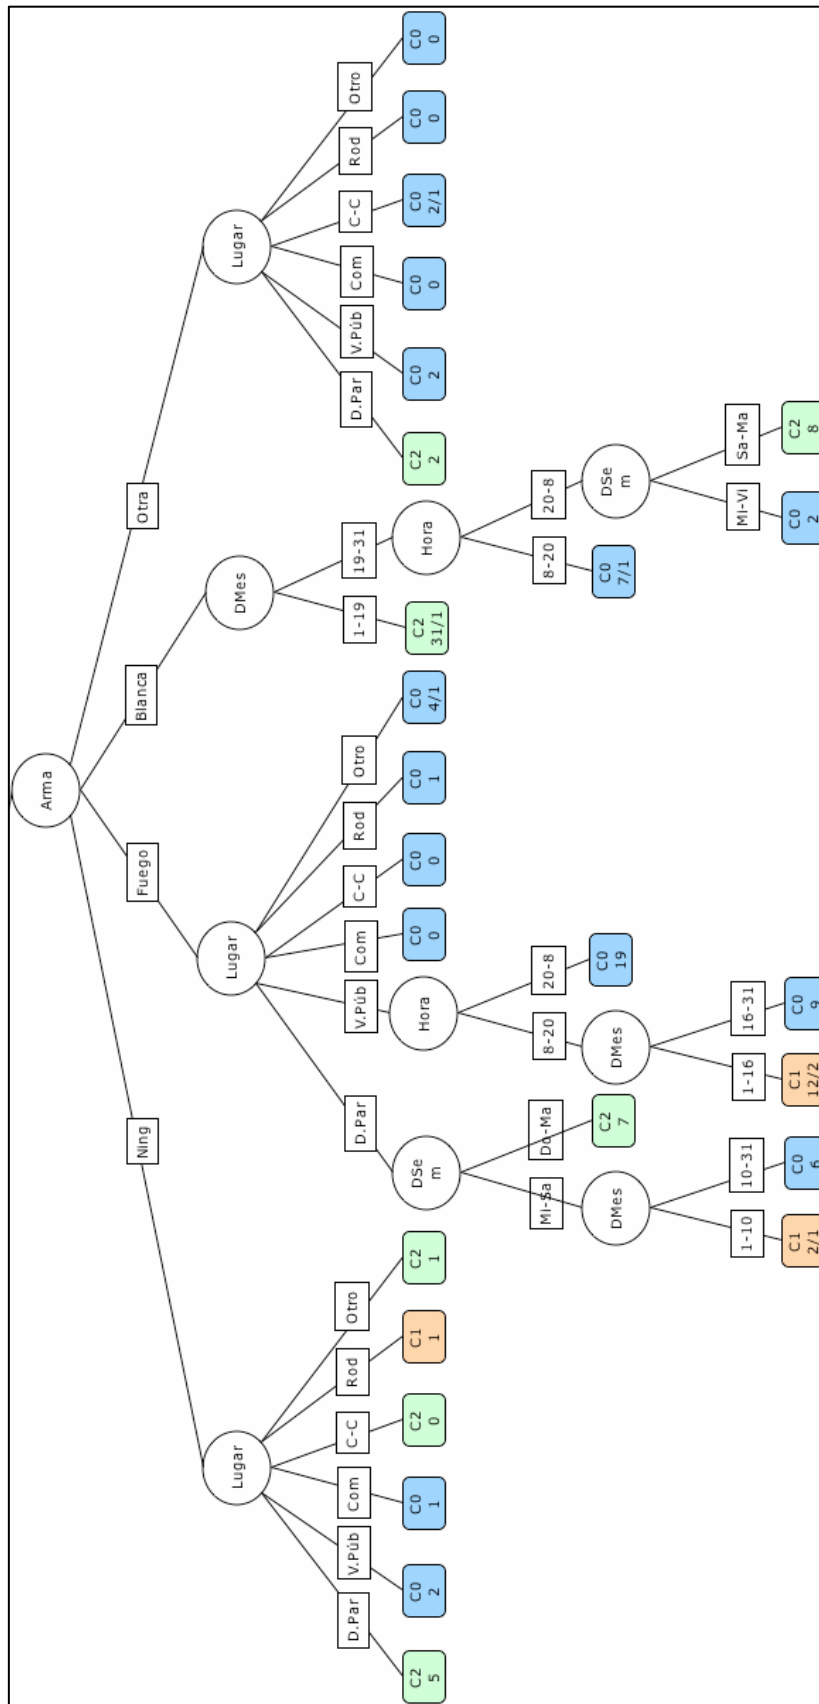 Arma
Ning
Fuego
Blanca
Otra
Lugar
Lugar
DMes
Lugar
D.Par
V.Púb
Com
C-C
Rod
Otro
D.Par
V.Púb
Com
C-C
Rod
Otro
1-19
19-31
D.Par
V.Púb
Com
C-C
Rod
Otro
C2
5
C0
2
C0
1
C2
0
C1
1
C2
1
DSe
m
Hora
C0
0
C0
0
C0
1
C0
4/1
C2
31/1
Hora
C2
2
C0
2
C0
0
C0
2/1
C0
0
C0
0
Mi-Sa
Do-Ma
8-20
20-8
8-20
20-8
DMes
C2
7
DMes
C0
19
C0
7/1
DSe
m
1-10
10-31
1-16
16-31
Mi-Vi
Sa-Ma
C1
2/1
C0
6
C1
12/2
C0
9
C0
2
C2
8